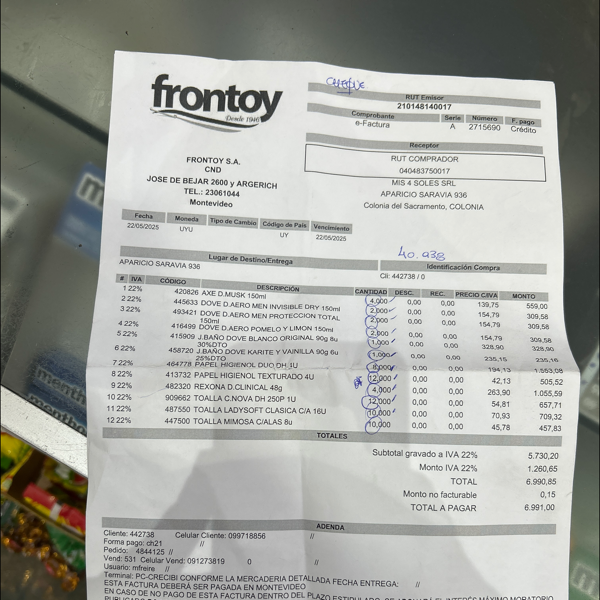 frontoy
Desde 1946
FRONTOY S.A.
CND
JOSE DE BEJAR 2600 y ARGERICH
TEL.: 23061044
Montevideo
RUT Emisor
210148140017
Comprobante Serie Número F. pago
e-Factura A 2715690 Crédito
Receptor
RUT COMPRADOR
040483750017
MIS 4 SOLES SRL
APARICIO SARAVIA 936
Colonia del Sacramento, COLONIA
Fecha Moneda Tipo de Cambio Código de País Vencimiento
22/05/2025 UYU UY 22/05/2025
40.938
Lugar de Destino/Entrega Identificación Compra
APARICIO SARAVIA 936 Cli: 442738 / 0
# IVA CÓDIGO DESCRIPCIÓN CANTIDAD DESC. REC. PRECIO C/IVA MONTO
1 22% 420826 AXE D.MUSK 150ml 4,000 0,00 0,00 139,75 559,00
2 22% 445633 DOVE D.AERO MEN INVISIBLE DRY 150ml 2,000 0,00 0,00 154,79 309,58
3 22% 493421 DOVE D.AERO MEN PROTECCION TOTAL 150ml 2,000 0,00 0,00 154,79 309,58
4 22% 416499 DOVE D.AERO POMELO Y LIMON 150ml 2,000 0,00 0,00 154,79 309,58
5 22% 415909 J.BAÑO DOVE BLANCO ORIGINAL 90g 8u 30%DTO 1,000 0,00 0,00 328,90 328,90
6 22% 458720 J.BAÑO DOVE KARITE Y VAINILLA 90g 6u 25%DTO 1,000 0,00 0,00 235,15 235,16
7 22% 464778 PAPEL HIGIENOL DUO DH 1U 8,000 0,00 0,00 194,13 1.553,08
8 22% 413732 PAPEL HIGIENOL TEXTURADO 4U 12,000 0,00 0,00 42,13 505,52
9 22% 482320 REXONA D.CLINICAL 48g 4,000 0,00 0,00 263,90 1.055,59
10 22% 909662 TOALLA C.NOVA DH 250P 1U 12,000 0,00 0,00 54,81 657,71
11 22% 487550 TOALLA LADYSOFT CLASICA C/A 16U 10,000 0,00 0,00 70,93 709,32
12 22% 447500 TOALLA MIMOSA C/ALAS 8u 10,000 0,00 0,00 45,78 457,83
TOTALES
Subtotal gravado a IVA 22% 5.730,20
Monto IVA 22% 1.260,65
TOTAL 6.990,85
Monto no facturable 0,15
TOTAL A PAGAR 6.991,00
ADENDA
Cliente: 442738 Celular Cliente: 099718856 //
Forma pago: ch21 //
Pedido: 4844125 //
Vend: 531 Celular Vend: 091273819 0 //
Usuario: mfreire //
Terminal: PC-CRECIBI CONFORME LA MERCADERIA DETALLADA FECHA ENTREGA: //
ESTA FACTURA DEBERÁ SER PAGADA EN MONTEVIDEO
EN CASO DE NO PAGO DE ESTA FACTURA DENTRO DEL PLAZO ESTIPULADO, INTERÉS MÁXIMO MORATORIO